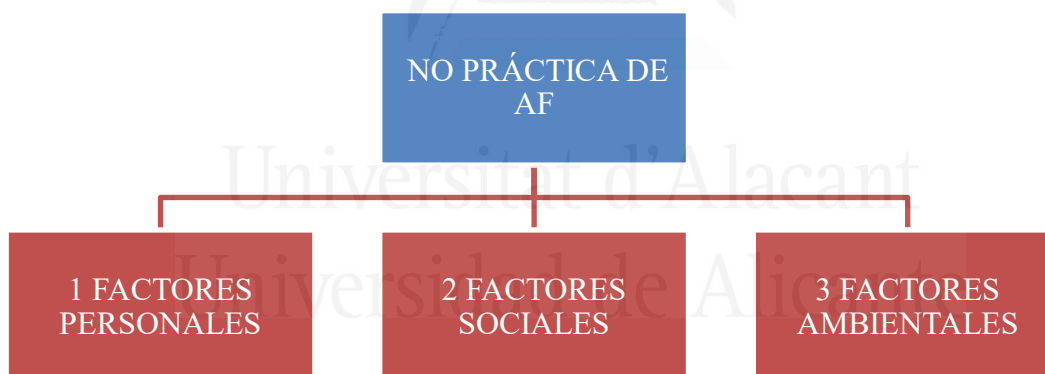 NO PRÁCTICA DE
AF
Universitat d'Alacant
Universidad de Alicante
1 FACTORES
PERSONALES
2 FACTORES
SOCIALES
3 FACTORES
AMBIENTALES